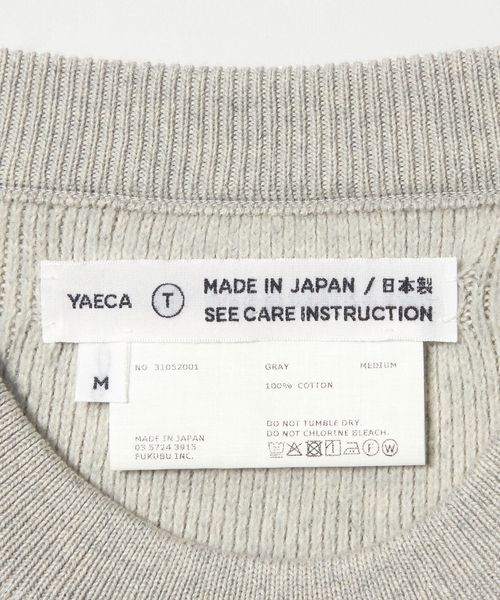 YAECA T MADE IN JAPAN / 日本製
SEE CARE INSTRUCTION
M
NO. 31052001 GRAY MEDIUM
100% COTTON
DO NOT TUMBLE DRY.
DO NOT CHLORINE BLEACH.
MADE IN JAPAN
03 5724 3915
FUKUBU INC.
F W